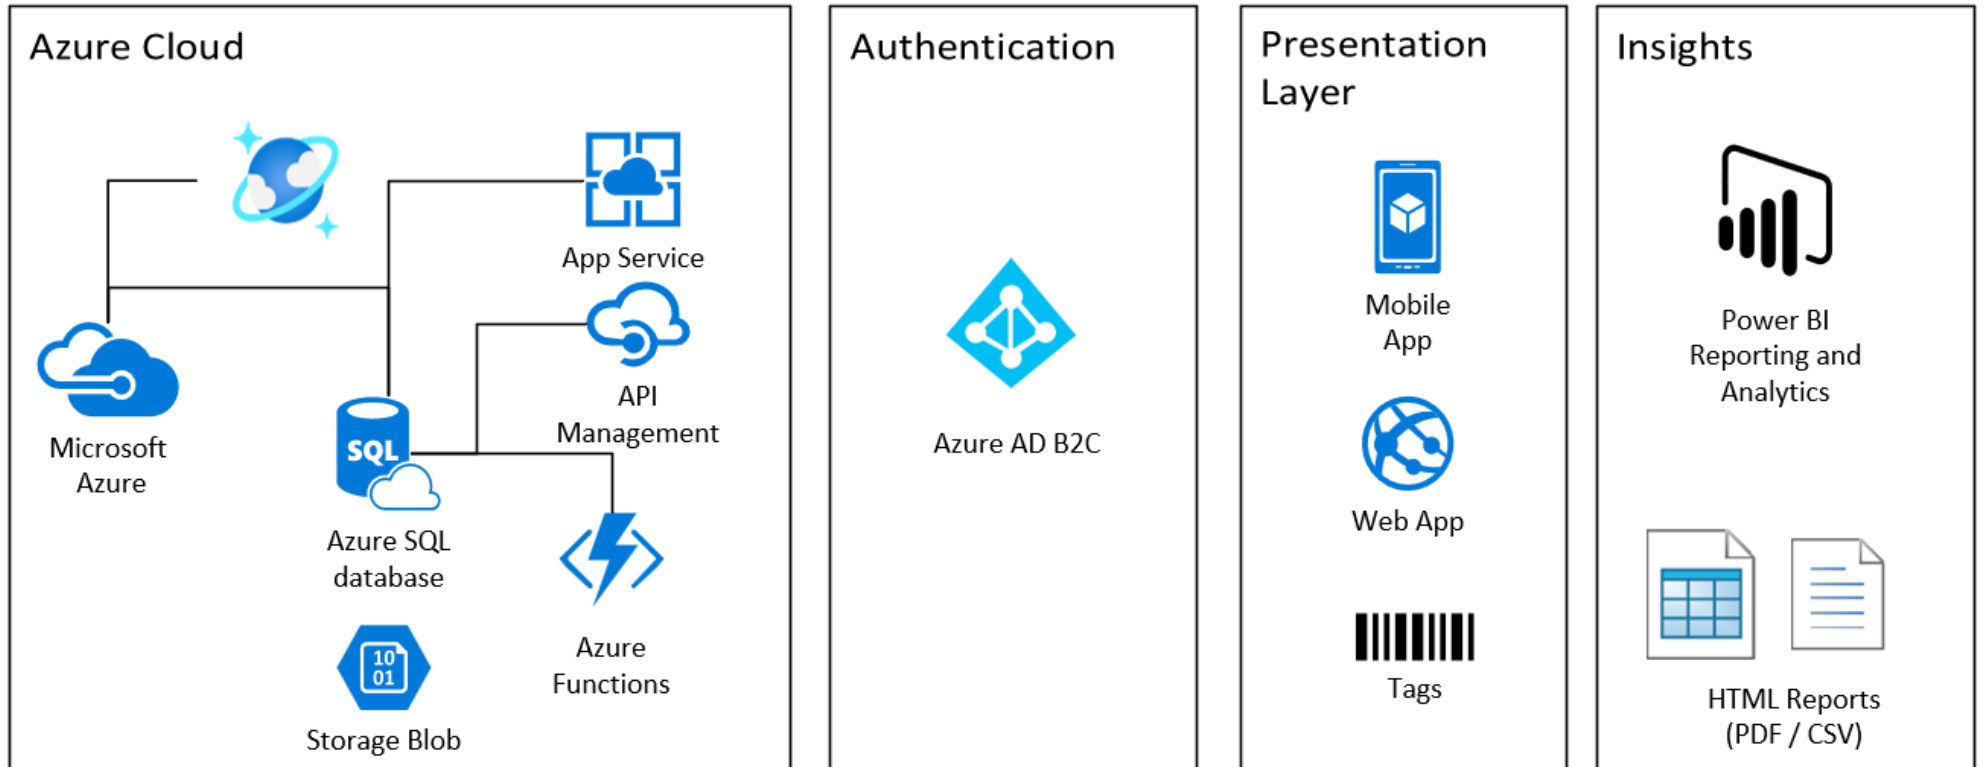 Azure Cloud
App Service
Microsoft
Azure
API
Management
SQL
Azure SQL
database
Azure
Functions
10
01
Storage Blob
Authentication
Azure AD B2C
Presentation
Layer
Mobile
App
Web App
Tags
Insights
Power BI
Reporting and
Analytics
HTML Reports
(PDF / CSV)